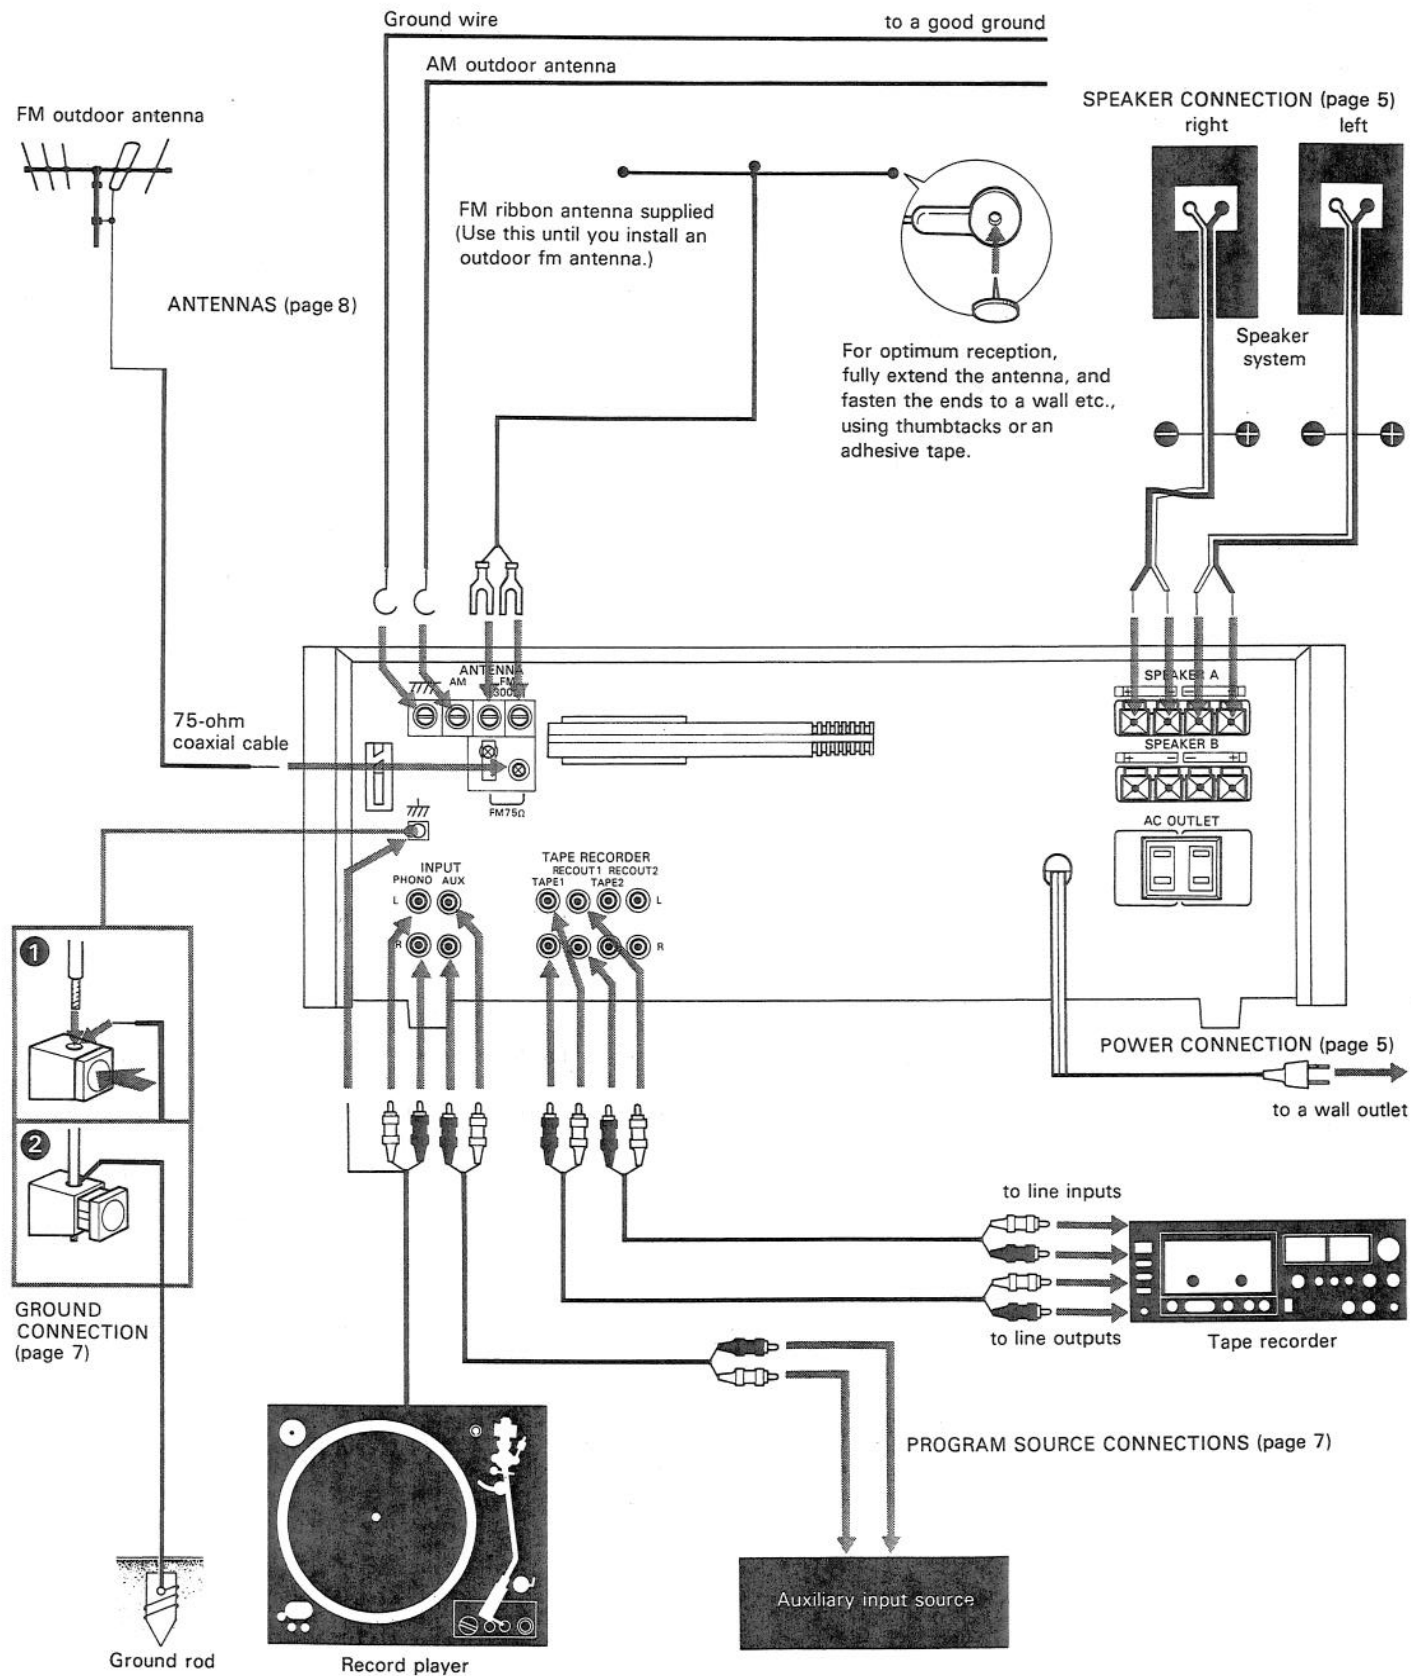 Ground wire
to a good ground
AM outdoor antenna
FM outdoor antenna
SPEAKER CONNECTION (page 5)
right
left
FM ribbon antenna supplied
(Use this until you install an
outdoor fm antenna.)
ANTENNAS (page 8)
For optimum reception,
fully extend the antenna, and
fasten the ends to a wall etc.,
using thumbtacks or an
adhesive tape.
Speaker
system
− +
− +
ANTENNA
AM
FM
300Ω
75-ohm
coaxial cable
FM75Ω
SPEAKER A
+ − − +
SPEAKER B
+ − − +
AC OUTLET
INPUT
PHONO AUX
L
R
TAPE RECORDER
RECOUT1 RECOUT2
TAPE1 TAPE2
L
R
1
2
GROUND
CONNECTION
(page 7)
POWER CONNECTION (page 5)
to a wall outlet
to line inputs
to line outputs
Tape recorder
PROGRAM SOURCE CONNECTIONS (page 7)
Auxiliary input source
Ground rod
Record player